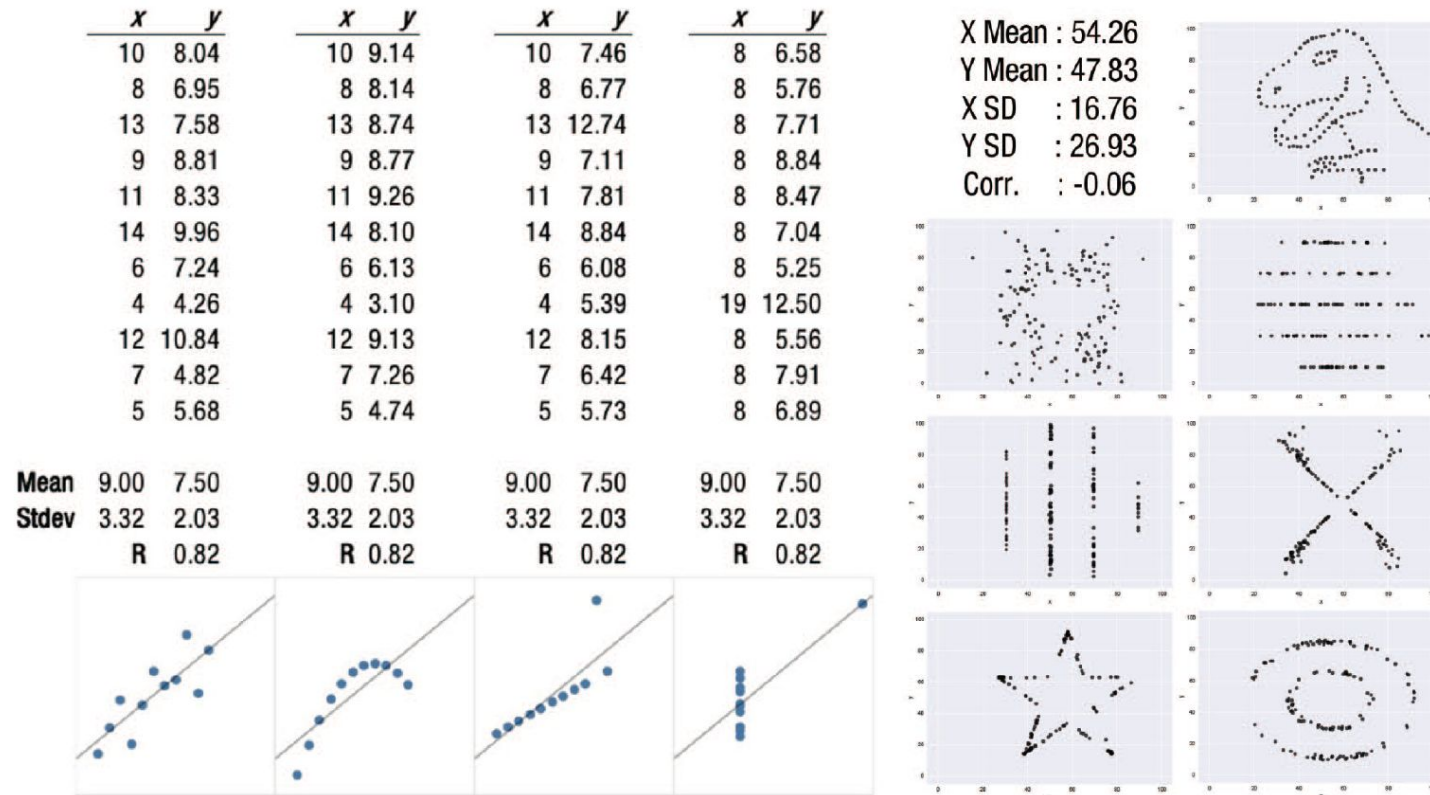 x y x y x y x y
10 8.04 10 9.14 10 7.46 8 6.58
8 6.95 8 8.14 8 6.77 8 5.76
13 7.58 13 8.74 13 12.74 8 7.71
9 8.81 9 8.77 9 7.11 8 8.84
11 8.33 11 9.26 11 7.81 8 8.47
14 9.96 14 8.10 14 8.84 8 7.04
6 7.24 6 6.13 6 6.08 8 5.25
4 4.26 4 3.10 4 5.39 19 12.50
12 10.84 12 9.13 12 8.15 8 5.56
7 4.82 7 7.26 7 6.42 8 7.91
5 5.68 5 4.74 5 5.73 8 6.89
Mean 9.00 7.50 9.00 7.50 9.00 7.50 9.00 7.50
Stdev 3.32 2.03 3.32 2.03 3.32 2.03 3.32 2.03
R 0.82 R 0.82 R 0.82 R 0.82
X Mean : 54.26
Y Mean : 47.83
X SD : 16.76
Y SD : 26.93
Corr. : -0.06